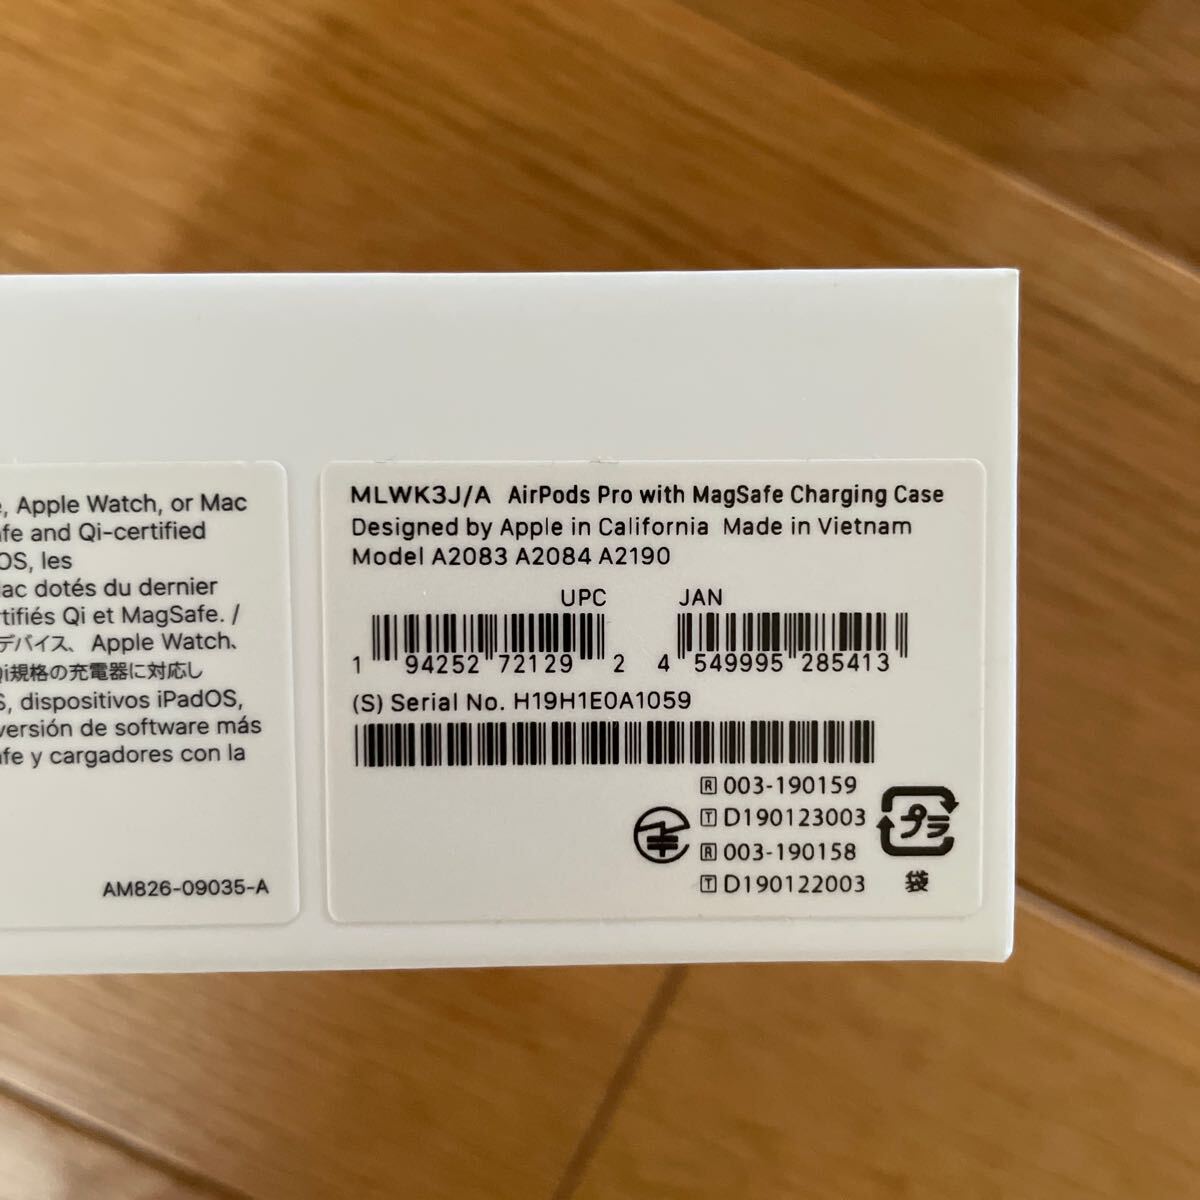 , Apple Watch, or Mac
fe and Qi-certified
OS, les
ac dotés du dernier
rtifiés Qi et MagSafe. /
デバイス、Apple Watch、
Qi規格の充電器に対応し
S, dispositivos iPadOS,
versión de software más
afe y cargadores con la
AM826-09035-A
MLWK3J/A AirPods Pro with MagSafe Charging Case
Designed by Apple in California Made in Vietnam
Model A2083 A2084 A2190
UPC JAN
1 94252 72129 2 4 549995 285413
(S) Serial No. H19H1E0A1059
R 003-190159
T D190123003
R 003-190158
T D190122003
プラ
袋